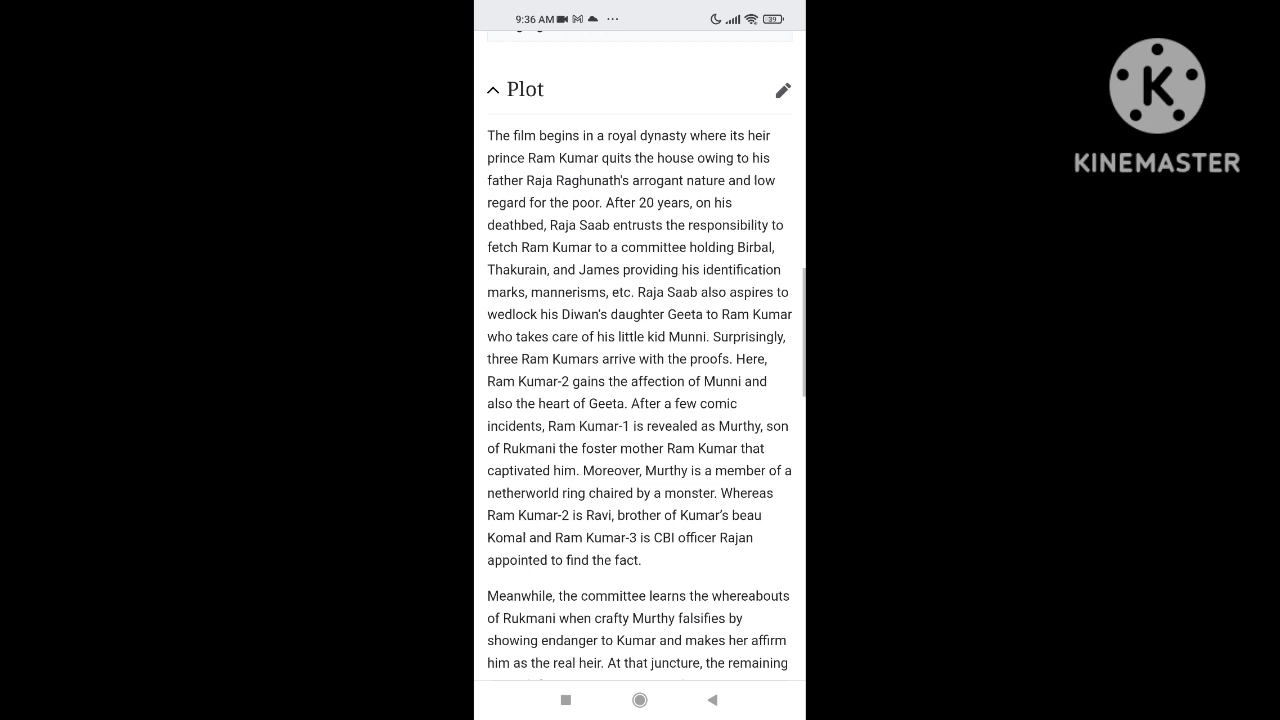 9:36 AM
39
Plot
The film begins in a royal dynasty where its heir
prince Ram Kumar quits the house owing to his
father Raja Raghunath's arrogant nature and low
regard for the poor. After 20 years, on his
deathbed, Raja Saab entrusts the responsibility to
fetch Ram Kumar to a committee holding Birbal,
Thakurain, and James providing his identification
marks, mannerisms, etc. Raja Saab also aspires to
wedlock his Diwan's daughter Geeta to Ram Kumar
who takes care of his little kid Munni. Surprisingly,
three Ram Kumars arrive with the proofs. Here,
Ram Kumar-2 gains the affection of Munni and
also the heart of Geeta. After a few comic
incidents, Ram Kumar-1 is revealed as Murthy, son
of Rukmani the foster mother Ram Kumar that
captivated him. Moreover, Murthy is a member of a
netherworld ring chaired by a monster. Whereas
Ram Kumar-2 is Ravi, brother of Kumar’s beau
Komal and Ram Kumar-3 is CBI officer Rajan
appointed to find the fact.
Meanwhile, the committee learns the whereabouts
of Rukmani when crafty Murthy falsifies by
showing endanger to Kumar and makes her affirm
him as the real heir. At that juncture, the remaining
K
KINEMASTER